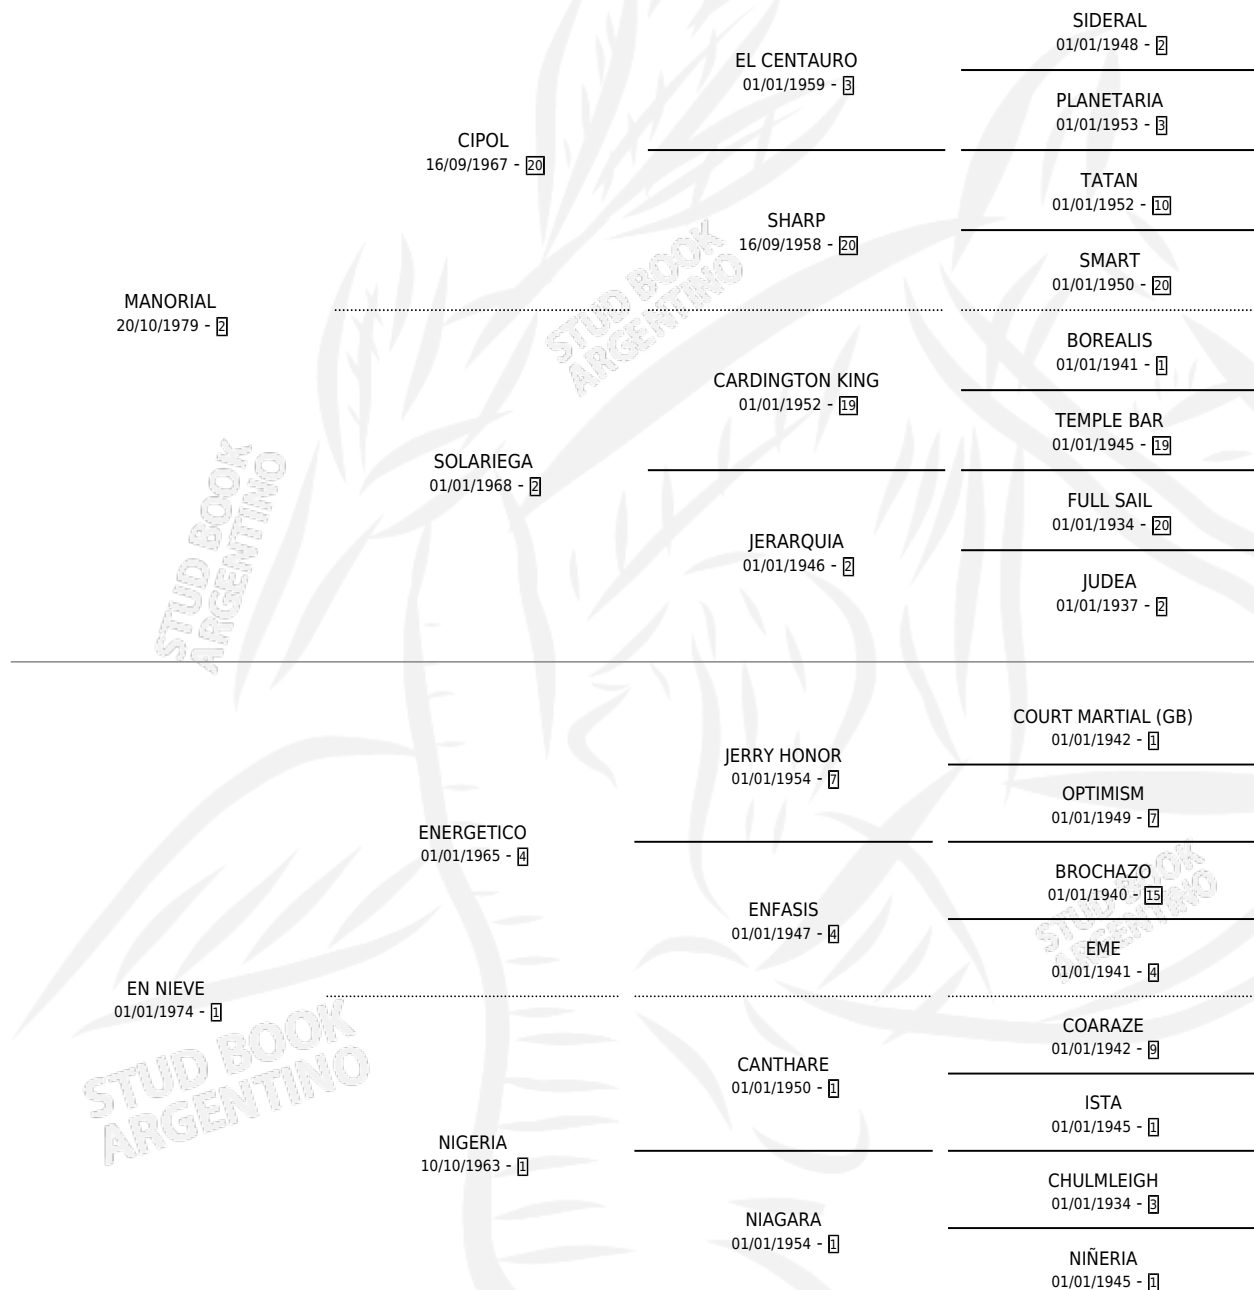 MANORIAL
20/10/1979 - 2
CIPOL
16/09/1967 - 20
EL CENTAURO
01/01/1959 - 3
SIDERAL
01/01/1948 - 2
PLANETARIA
01/01/1953 - 3
SHARP
16/09/1958 - 20
TATAN
01/01/1952 - 10
SMART
01/01/1950 - 20
SOLARIEGA
01/01/1968 - 2
CARDINGTON KING
01/01/1952 - 19
BOREALIS
01/01/1941 - 1
TEMPLE BAR
01/01/1945 - 19
JERARQUIA
01/01/1946 - 2
FULL SAIL
01/01/1934 - 20
JUDEA
01/01/1937 - 2
EN NIEVE
01/01/1974 - 1
ENERGETICO
01/01/1965 - 4
JERRY HONOR
01/01/1954 - 7
COURT MARTIAL (GB)
01/01/1942 - 1
OPTIMISM
01/01/1949 - 7
ENFASIS
01/01/1947 - 4
BROCHAZO
01/01/1940 - 15
EME
01/01/1941 - 4
NIGERIA
10/10/1963 - 1
CANTHARE
01/01/1950 - 1
COARAZE
01/01/1942 - 9
ISTA
01/01/1945 - 1
NIAGARA
01/01/1954 - 1
CHULMLEIGH
01/01/1934 - 3
NIÑERIA
01/01/1945 - 1
STUD BOOK
ARGENTINO
STUD BOOK
ARGENTINO
STUD BOOK
ARGENTINO
STUD BOOK
ARGENTINO